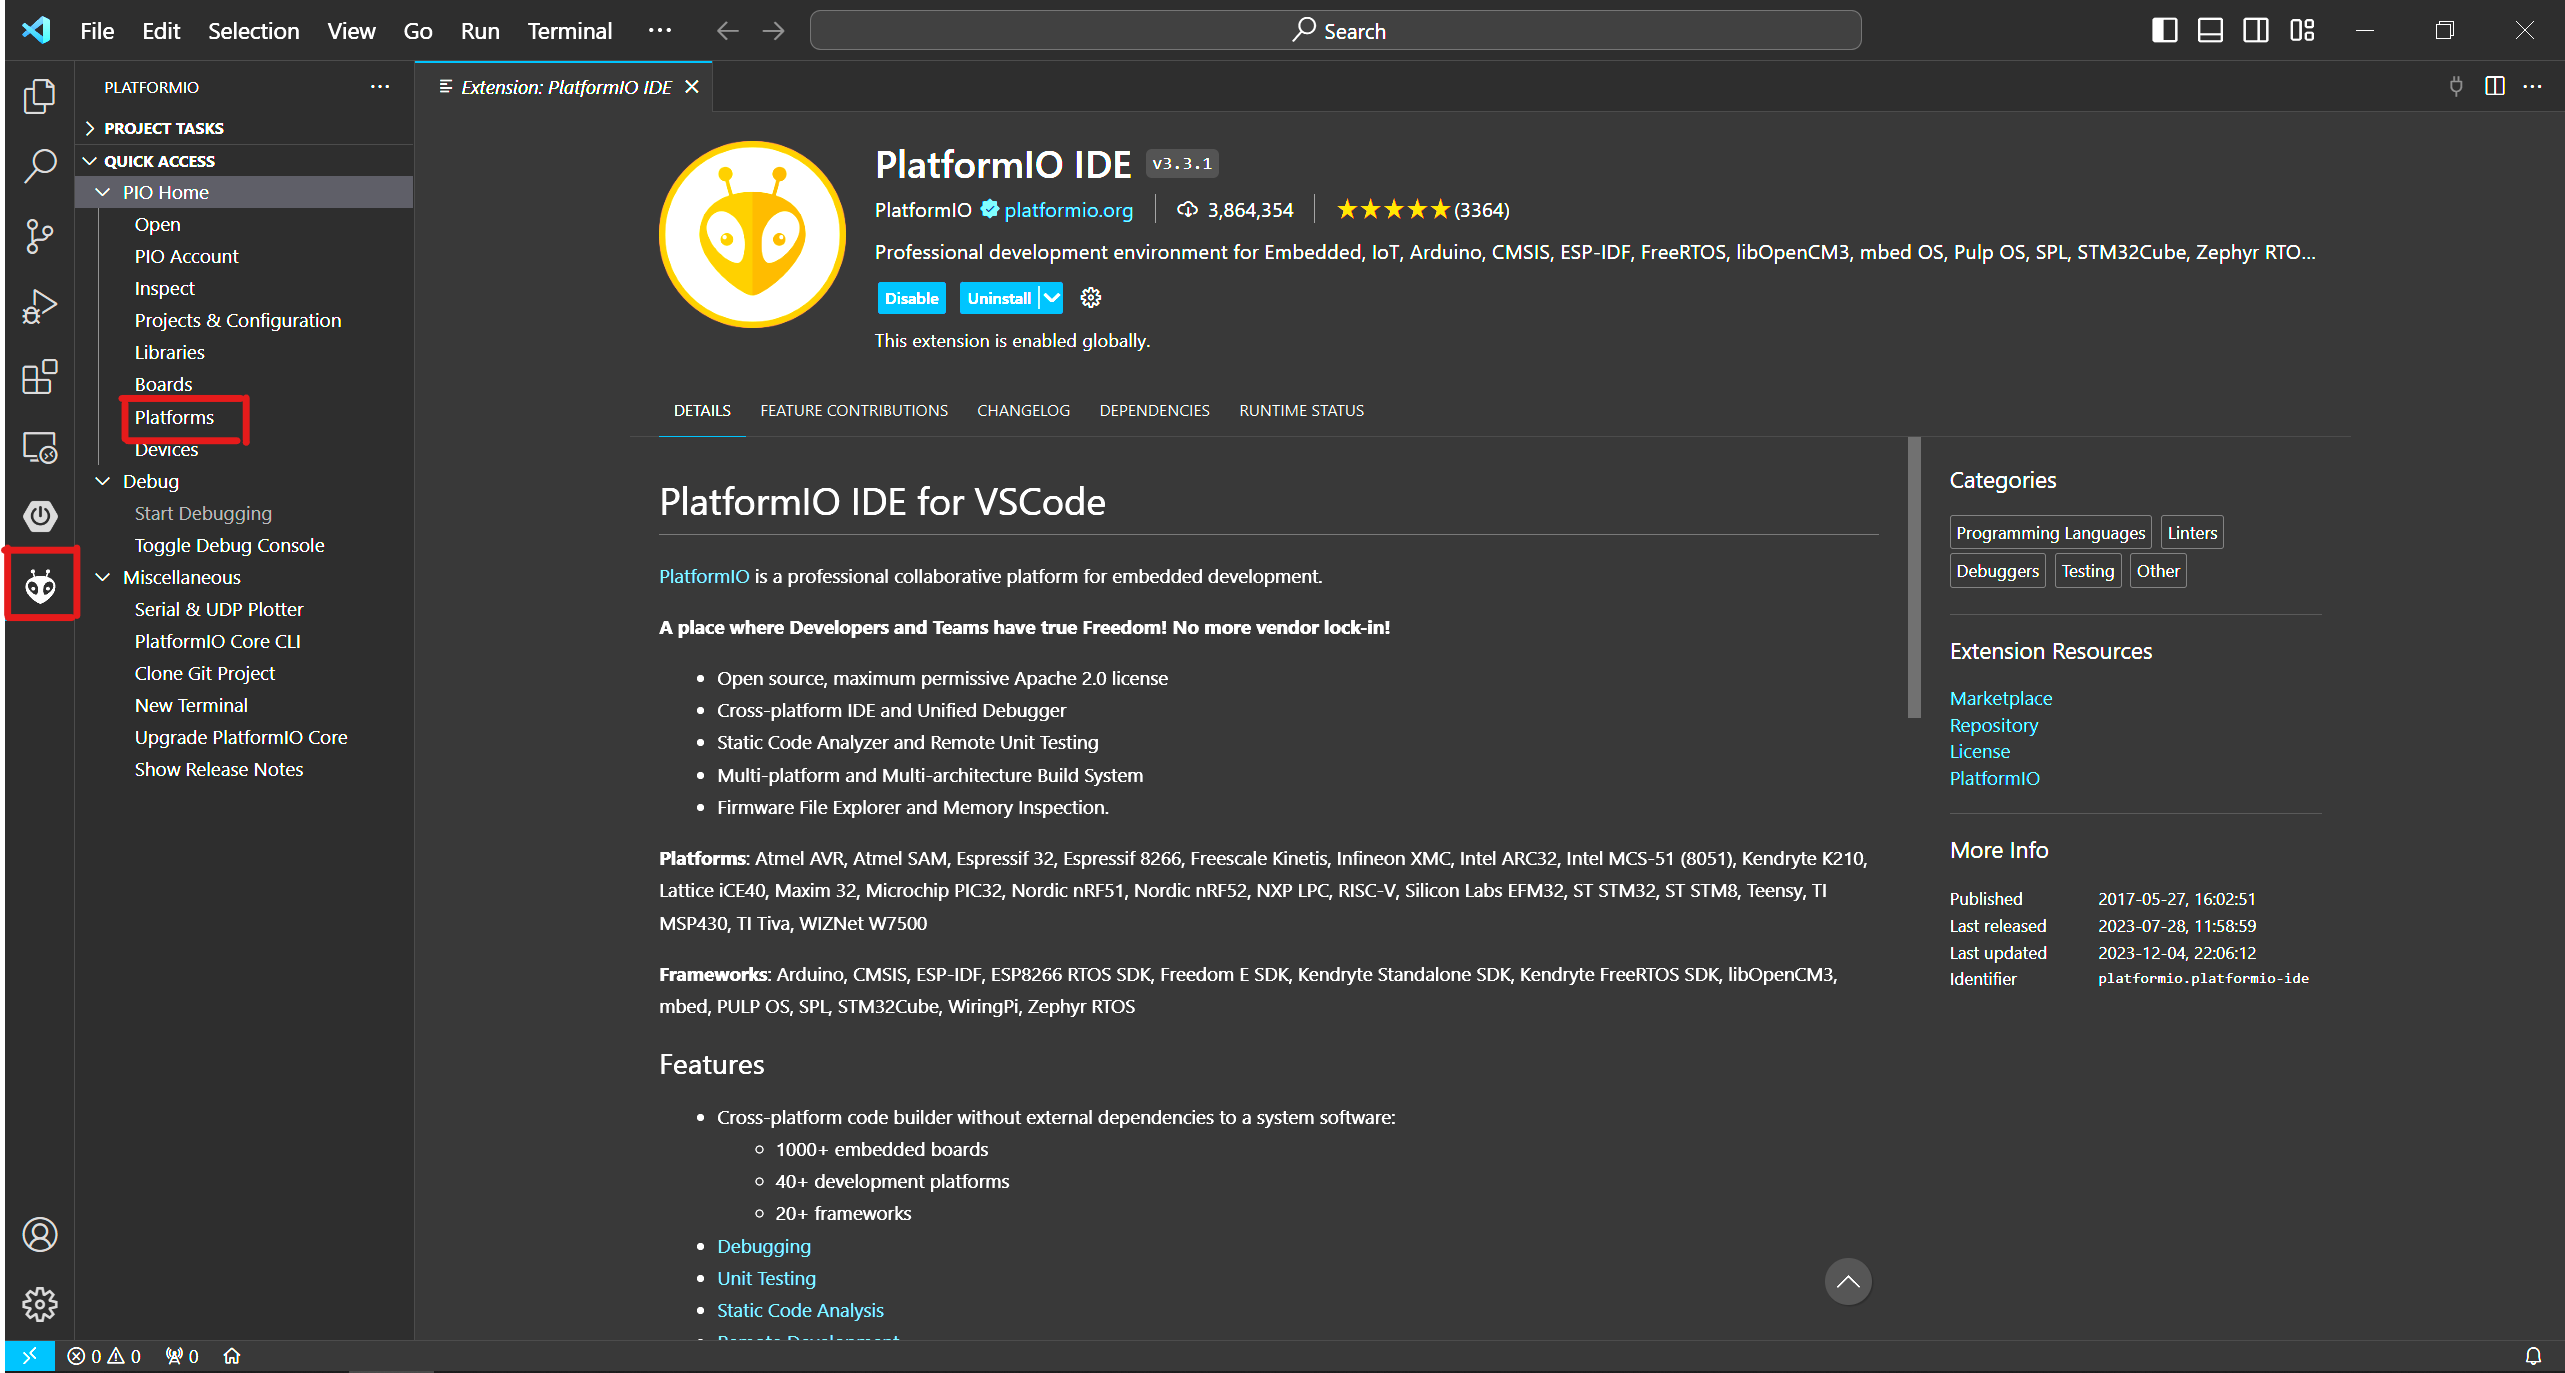 File Edit Selection View Go Run Terminal ··· Search
PLATFORMIO ···
PROJECT TASKS
QUICK ACCESS
PIO Home
Open
PIO Account
Inspect
Projects & Configuration
Libraries
Boards
Platforms
Devices
Debug
Start Debugging
Toggle Debug Console
Miscellaneous
Serial & UDP Plotter
PlatformIO Core CLI
Clone Git Project
New Terminal
Upgrade PlatformIO Core
Show Release Notes
Extension: PlatformIO IDE
PlatformIO IDE v3.3.1
PlatformIO platformio.org 3,864,354 ★★★★★(3364)
Professional development environment for Embedded, IoT, Arduino, CMSIS, ESP-IDF, FreeRTOS, libOpenCM3, mbed OS, Pulp OS, SPL, STM32Cube, Zephyr RTO...
Disable Uninstall
This extension is enabled globally.
DETAILS FEATURE CONTRIBUTIONS CHANGELOG DEPENDENCIES RUNTIME STATUS
PlatformIO IDE for VSCode
PlatformIO is a professional collaborative platform for embedded development.
A place where Developers and Teams have true Freedom! No more vendor lock-in!
• Open source, maximum permissive Apache 2.0 license
• Cross-platform IDE and Unified Debugger
• Static Code Analyzer and Remote Unit Testing
• Multi-platform and Multi-architecture Build System
• Firmware File Explorer and Memory Inspection.
Platforms: Atmel AVR, Atmel SAM, Espressif 32, Espressif 8266, Freescale Kinetis, Infineon XMC, Intel ARC32, Intel MCS-51 (8051), Kendryte K210,
Lattice iCE40, Maxim 32, Microchip PIC32, Nordic nRF51, Nordic nRF52, NXP LPC, RISC-V, Silicon Labs EFM32, ST STM32, ST STM8, Teensy, TI
MSP430, TI Tiva, WIZNet W7500
Frameworks: Arduino, CMSIS, ESP-IDF, ESP8266 RTOS SDK, Freedom E SDK, Kendryte Standalone SDK, Kendryte FreeRTOS SDK, libOpenCM3,
mbed, PULP OS, SPL, STM32Cube, WiringPi, Zephyr RTOS
Features
• Cross-platform code builder without external dependencies to a system software:
◦ 1000+ embedded boards
◦ 40+ development platforms
◦ 20+ frameworks
• Debugging
• Unit Testing
• Static Code Analysis
• Remote Development
Categories
Programming Languages Linters
Debuggers Testing Other
Extension Resources
Marketplace
Repository
License
PlatformIO
More Info
Published 2017-05-27, 16:02:51
Last released 2023-07-28, 11:58:59
Last updated 2023-12-04, 22:06:12
Identifier platformio.platformio-ide
0 0 0